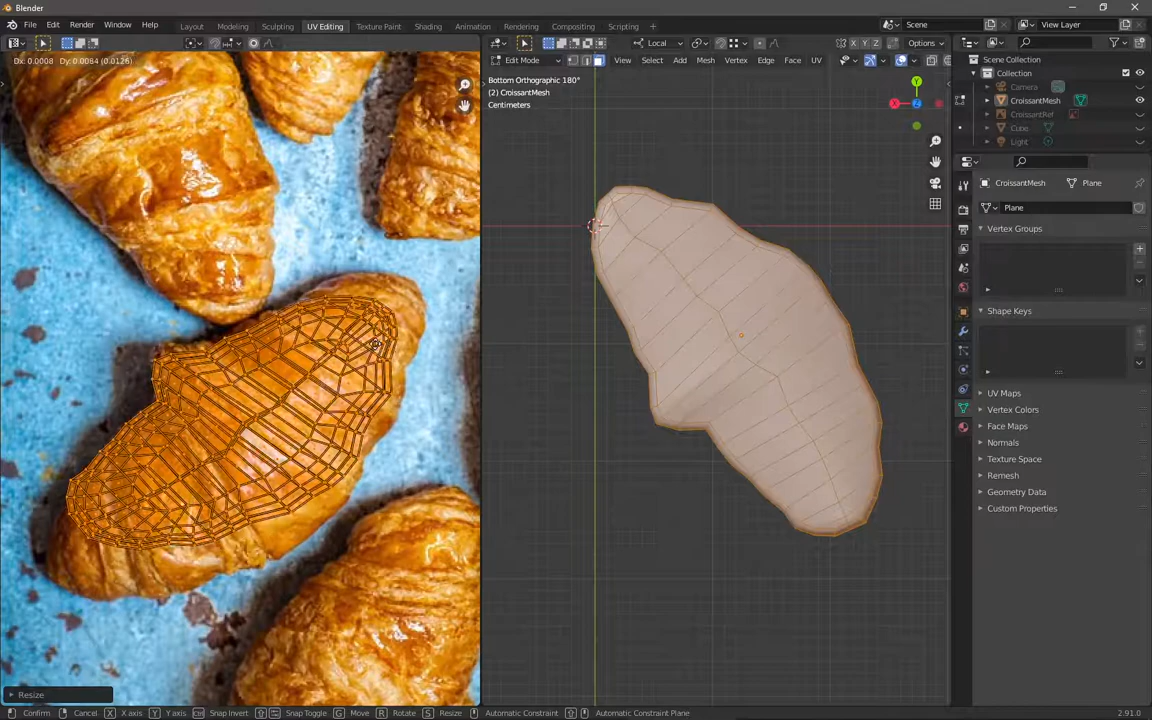 Blender
File Edit Render Window Help
Layout Modeling Sculpting UV Editing Texture Paint Shading Animation Rendering Compositing Scripting +
Scene
View Layer
Local
Options
Edit Mode
View Select Add Mesh Vertex Edge Face UV
Dx: 0.0008 Dy: 0.0084 (0.0126)
Bottom Orthographic 180°
(2) CroissantMesh
Centimeters
Y
X
Z
Scene Collection
Collection
Camera
CroissantMesh
CroissantRef
Cube
Light
CroissantMesh
Plane
Plane
Vertex Groups
Shape Keys
UV Maps
Vertex Colors
Face Maps
Normals
Texture Space
Remesh
Geometry Data
Custom Properties
Resize
Confirm Cancel X X axis Y Y axis Ctrl Snap Invert Snap Toggle G Move R Rotate S Resize Automatic Constraint Automatic Constraint Plane
2.91.0